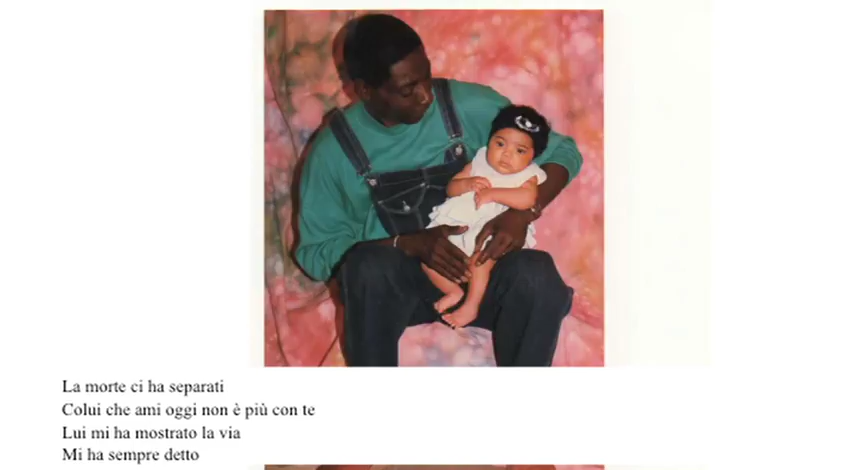 La morte ci ha separati
Colui che ami oggi non è più con te
Lui mi ha mostrato la via
Mi ha sempre detto